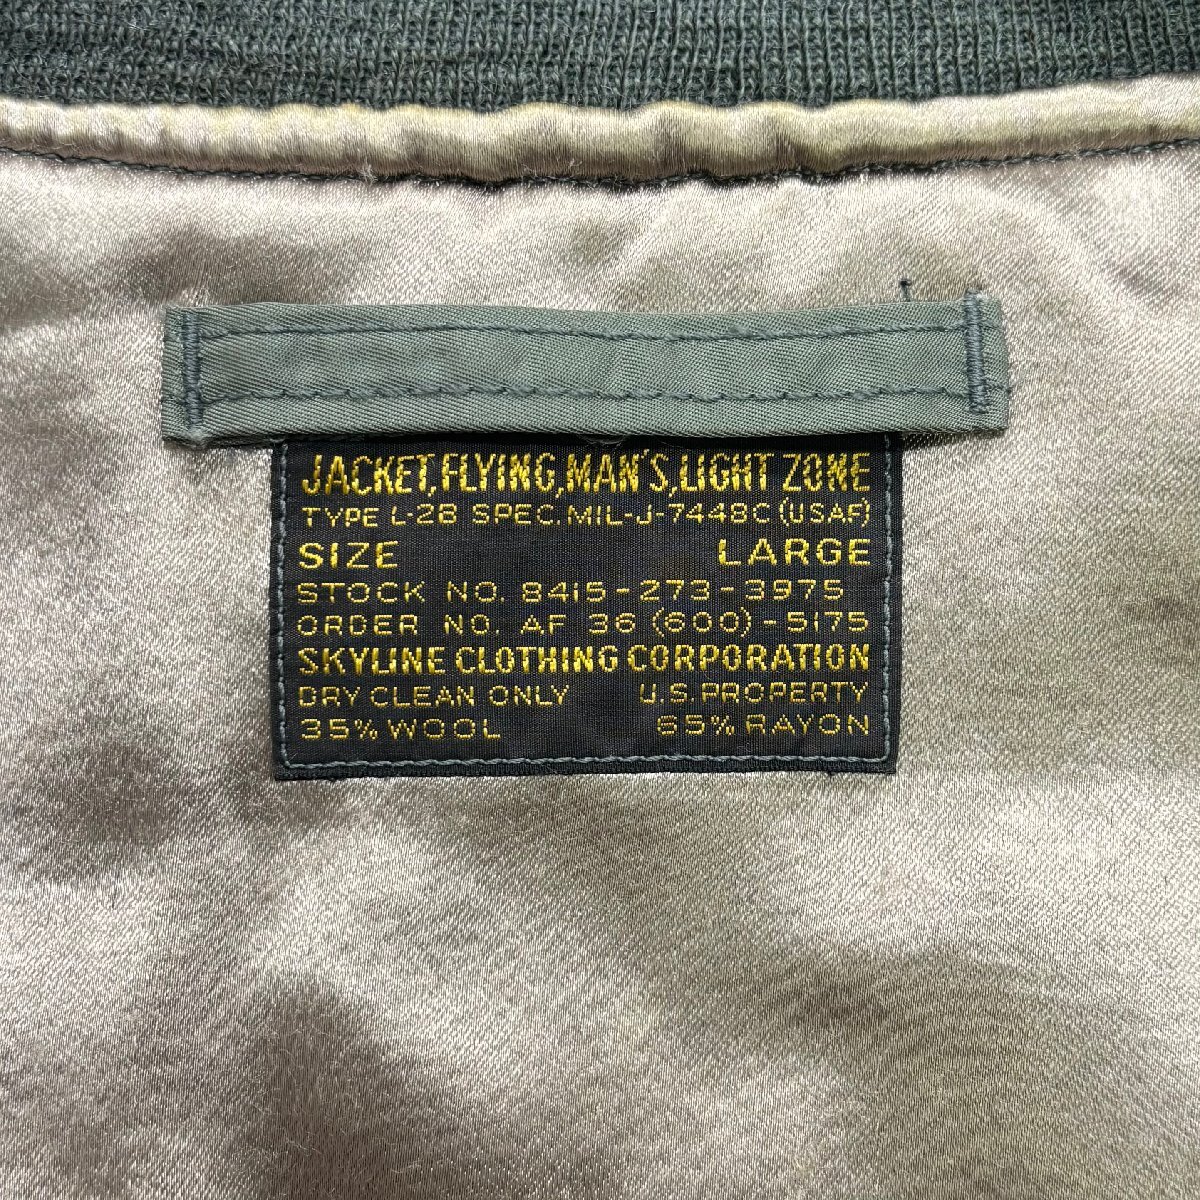 JACKET, FLYING, MAN'S, LIGHT ZONE
TYPE L-2B SPEC. MIL-J-7448C (USAF)
SIZE LARGE
STOCK NO. 8415-273-3975
ORDER NO. AF 36 (600)-5175
SKYLINE CLOTHING CORPORATION
DRY CLEAN ONLY U.S. PROPERTY
35% WOOL 65% RAYON